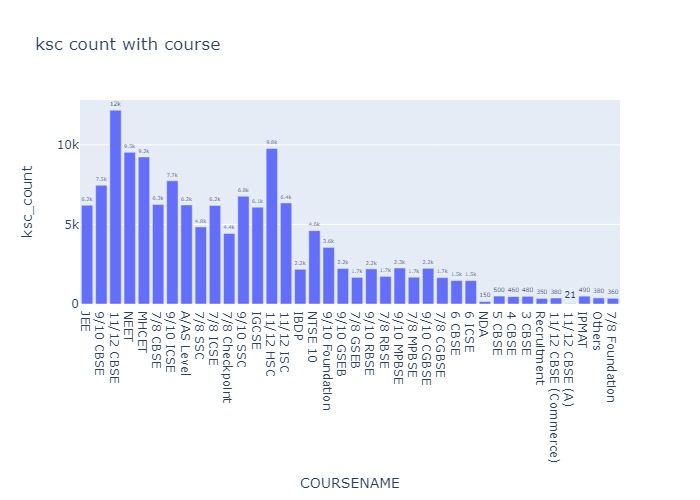 ksc count with course
12k
9.8k
9.5k
9.2k
7.7k
7.5k
6.8k
6.2k
6.3k
6.2k
6.2k
6.1k
6.4k
4.8k
4.4k
4.6k
3.6k
2.2k
2.2k
1.7k
2.2k
1.7k
2.3k
1.7k
2.2k
1.7k
1.5k
1.5k
150
500
460
480
350
380
21
490
380
360
10k
5k
0
ksc_count
JEE
9/10 CBSE
11/12 CBSE
NEET
MHCET
7/8 CBSE
9/10 ICSE
A/AS Level
7/8 SSC
7/8 ICSE
7/8 Checkpoint
9/10 SSC
IGCSE
11/12 HSC
11/12 ISC
IBDP
NTSE 10
9/10 Foundation
9/10 GSEB
7/8 GSEB
9/10 RBSE
7/8 RBSE
9/10 MPBSE
7/8 MPBSE
9/10 CGBSE
7/8 CGBSE
6 CBSE
6 ICSE
NDA
5 CBSE
4 CBSE
3 CBSE
Recruitment
11/12 CBSE (Commerce)
11/12 CBSE (A)
IPMAT
Others
7/8 Foundation
COURSENAME